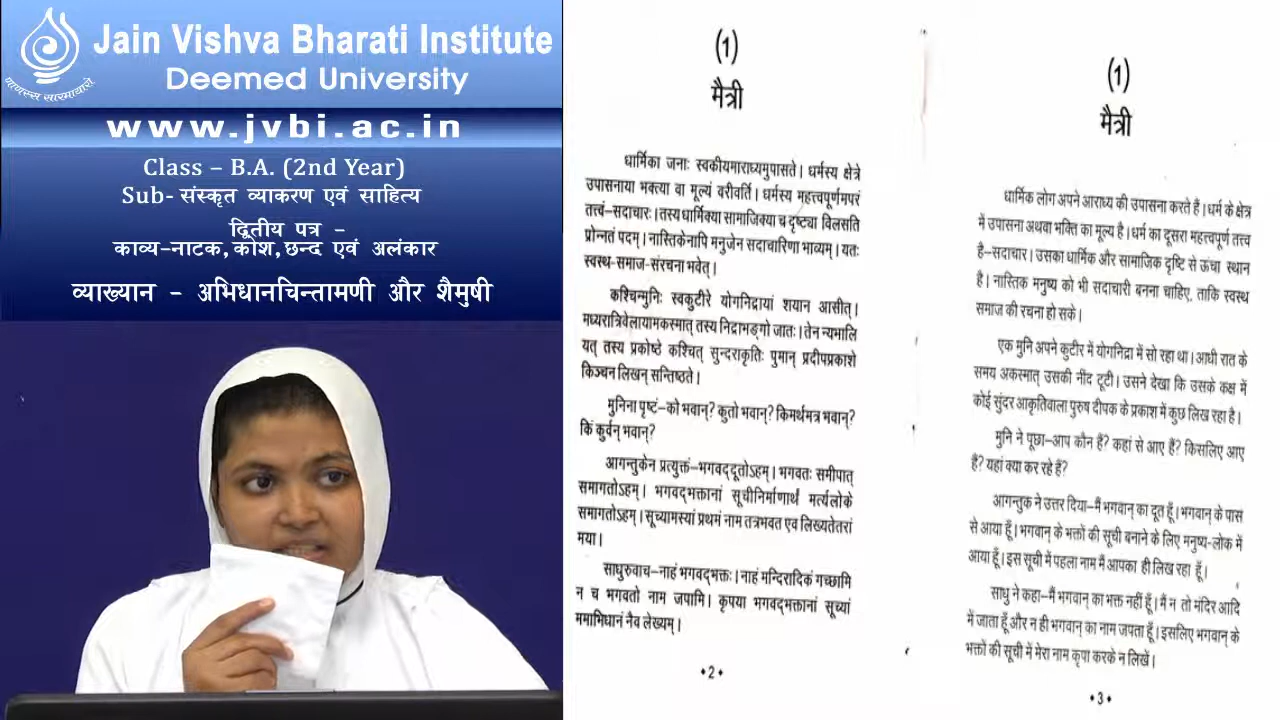 Jain Vishva Bharati Institute
Deemed University
णाणस्स सारमायारो
www.jvbi.ac.in
Class – B.A. (2nd Year)
Sub- संस्कृत व्याकरण एवं साहित्य
द्वितीय पत्र -
काव्य-नाटक, कोश, छन्द एवं अलंकार
व्याख्यान - अभिधानचिन्तामणी और शैमुषी
(1)
मैत्री
धार्मिका जनाः स्वकीयमाराध्यमुपासते। धर्मस्य क्षेत्रे
उपासनाया भक्त्या वा मूल्यं वरीवर्ति। धर्मस्य महत्त्वपूर्णमपरं
तत्त्वं–सदाचारः। तस्य धार्मिक्या सामाजिक्या च दृष्ट्या विलसति
प्रोन्नतं पदम्। नास्तिकेनापि मनुजेन सदाचारिणा भाव्यम्। यतः
स्वस्थ-समाज-संरचना भवेत्।
कश्चिन्मुनिः स्वकुटीरे योगनिद्रायां शयान आसीत्।
मध्यरात्रिवेलायामकस्मात् तस्य निद्राभङ्गो जातः। तेन न्यभालि
यत् तस्य प्रकोष्ठे कश्चित् सुन्दराकृतिः पुमान् प्रदीपप्रकाशे
किञ्चन लिखन् सन्तिष्ठते।
मुनिना पृष्टं–को भवान्? कुतो भवान्? किमर्थमत्र भवान्?
किं कुर्वन् भवान्?
आगन्तुकेन प्रत्युक्तं–भगवद्दूतोऽहम्। भगवतः समीपात्
समागतोऽहम्। भगवद्भक्तानां सूचीनिर्माणार्थं मर्त्यलोके
समागतोऽहम्। सूच्यामस्यां प्रथमं नाम तत्रभवत एव लिख्यतेतरां
मया।
साधुरुवाच–नाहं भगवद्भक्तः। नाहं मन्दिरादिकं गच्छामि
न च भगवतो नाम जपामि। कृपया भगवद्भक्तानां सूच्यां
ममाभिधानं नैव लेख्यम्।
•2•
(1)
मैत्री
धार्मिक लोग अपने आराध्य की उपासना करते हैं। धर्म के क्षेत्र
में उपासना अथवा भक्ति का मूल्य है। धर्म का दूसरा महत्त्वपूर्ण तत्त्व
है–सदाचार। उसका धार्मिक और सामाजिक दृष्टि से ऊंचा स्थान
है। नास्तिक मनुष्य को भी सदाचारी बनना चाहिए, ताकि स्वस्थ
समाज की रचना हो सके।
एक मुनि अपने कुटीर में योगनिद्रा में सो रहा था। आधी रात के
समय अकस्मात् उसकी नींद टूटी। उसने देखा कि उसके कक्ष में
कोई सुंदर आकृतिवाला पुरुष दीपक के प्रकाश में कुछ लिख रहा है।
मुनि ने पूछा–आप कौन हैं? कहां से आए हैं? किसलिए आए
हैं? यहां क्या कर रहे हैं?
आगन्तुक ने उत्तर दिया–मैं भगवान् का दूत हूँ। भगवान् के पास
से आया हूँ। भगवान् के भक्तों की सूची बनाने के लिए मनुष्य-लोक में
आया हूँ। इस सूची में पहला नाम मैं आपका ही लिख रहा हूँ।
साधु ने कहा–मैं भगवान् का भक्त नहीं हूँ। मैं न तो मंदिर आदि
में जाता हूँ और न ही भगवान् का नाम जपता हूँ। इसलिए भगवान् के
भक्तों की सूची में मेरा नाम कृपा करके न लिखें।
•3•